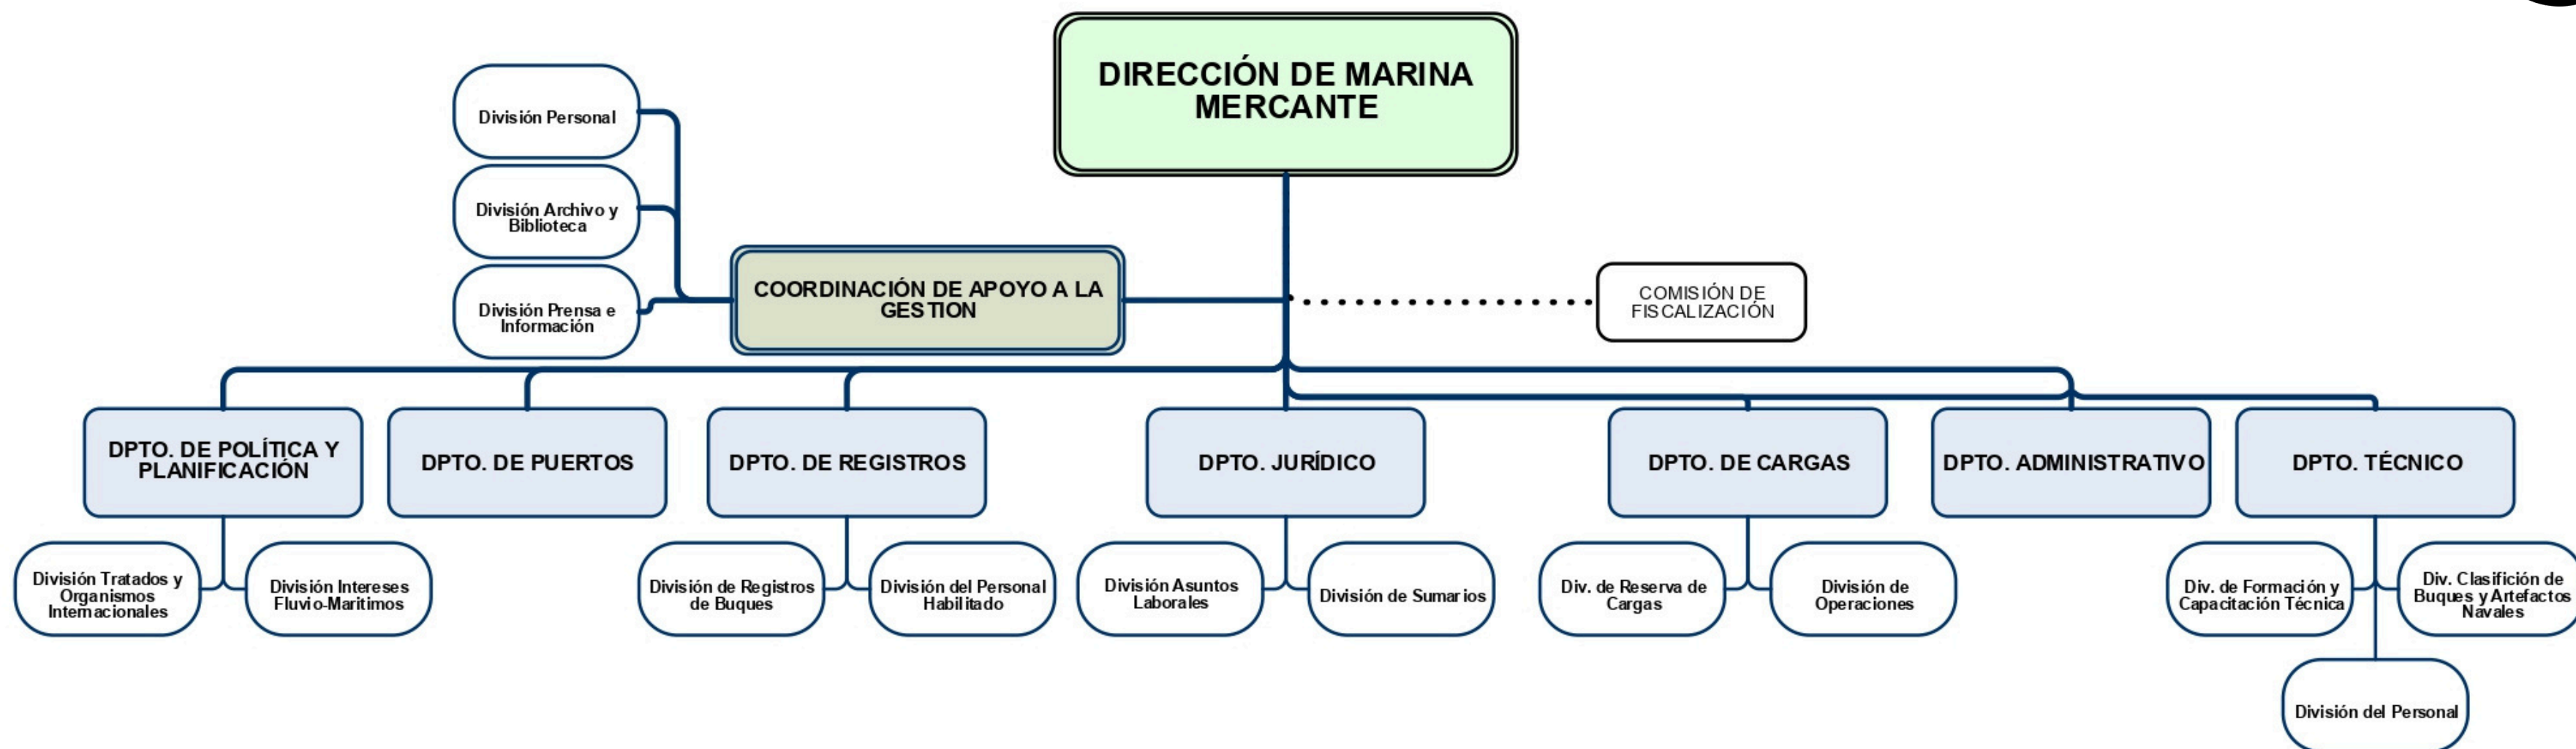 DIRECCIÓN DE MARINA
MERCANTE
División Personal
División Archivo y
Biblioteca
División Prensa e
Información
COORDINACIÓN DE APOYO A LA
GESTION
COMISIÓN DE
FISCALIZACIÓN
DPTO. DE POLÍTICA Y
PLANIFICACIÓN
DPTO. DE PUERTOS
DPTO. DE REGISTROS
DPTO. JURÍDICO
DPTO. DE CARGAS
DPTO. ADMINISTRATIVO
DPTO. TÉCNICO
División Tratados y
Organismos
Internacionales
División Intereses
Fluvio-Maritimos
División de Registros
de Buques
División del Personal
Habilitado
División Asuntos
Laborales
División de Sumarios
Div. de Reserva de
Cargas
División de
Operaciones
Div. de Formación y
Capacitación Técnica
Div. Clasifición de
Buques y Artefactos
Navales
División del Personal